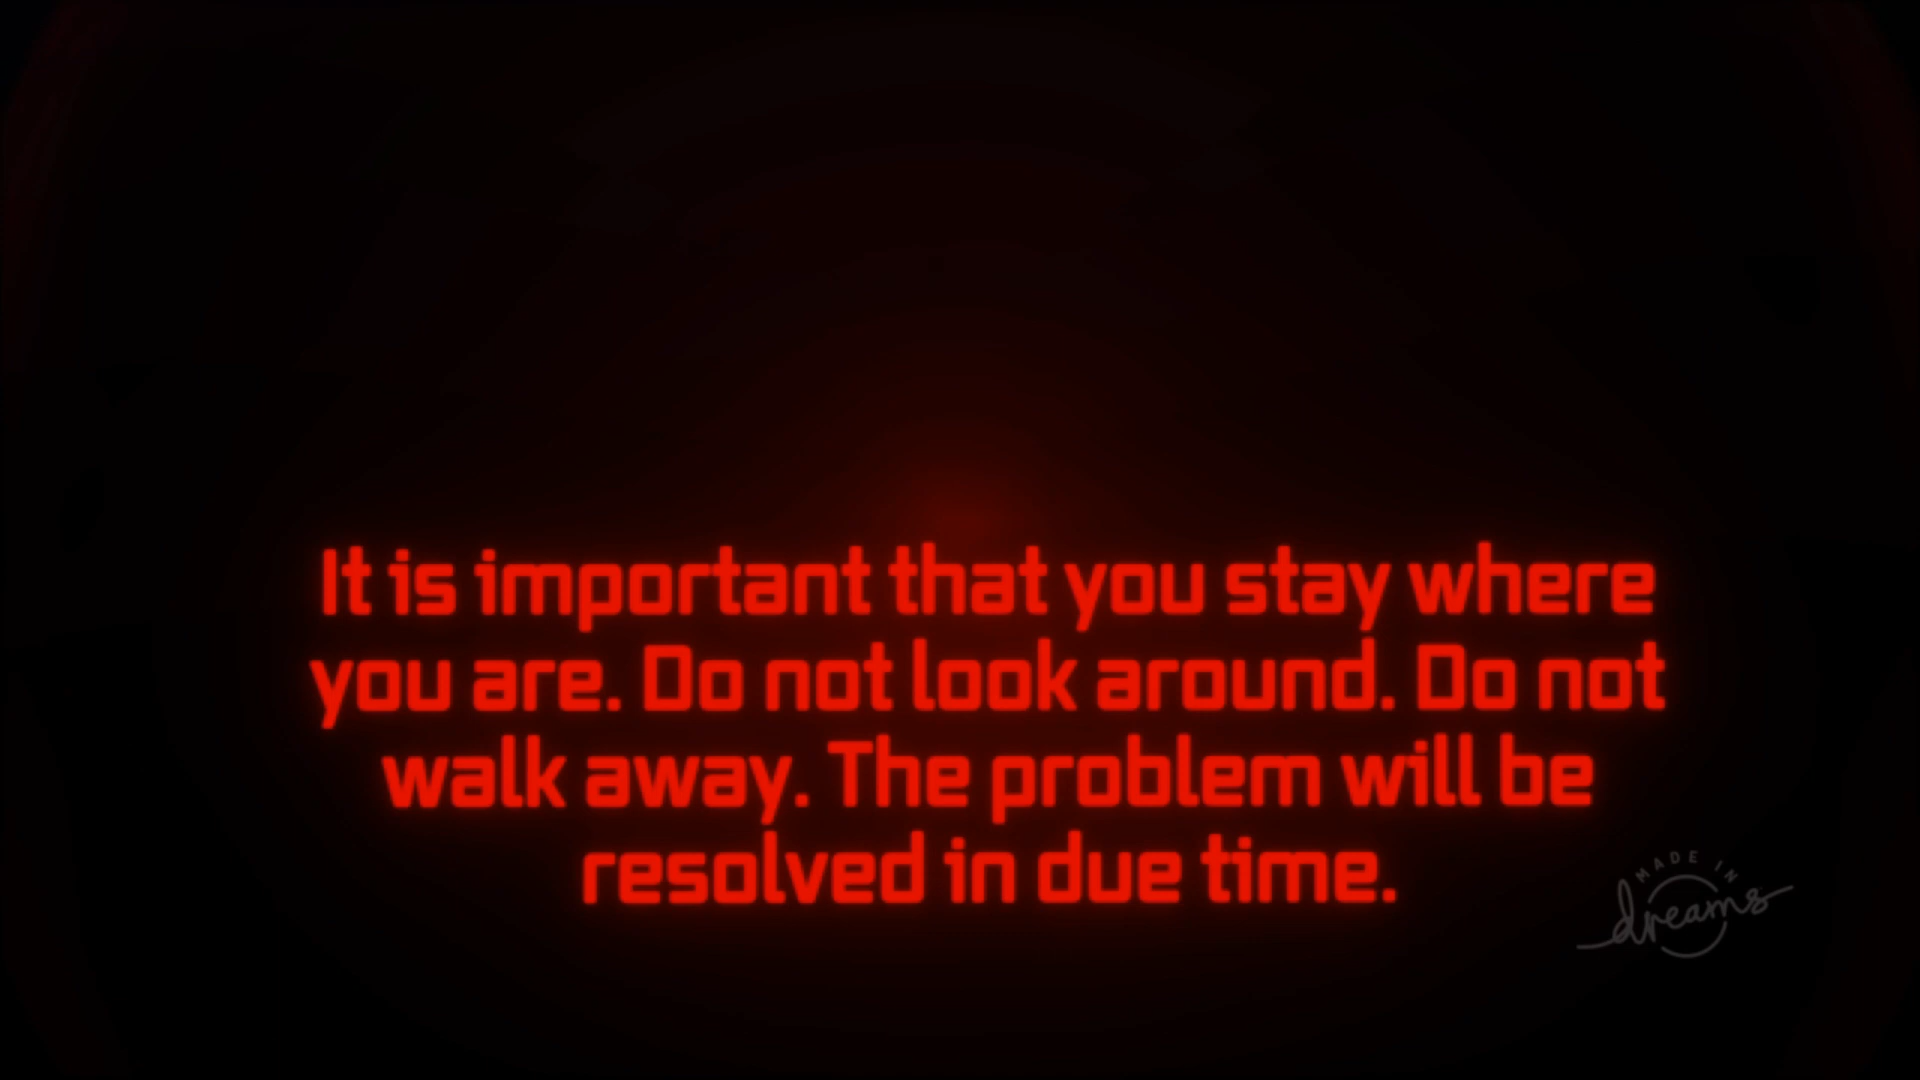 It is important that you stay where
you are. Do not look around. Do not
walk away. The problem will be
resolved in due time.
MADE IN
dreams